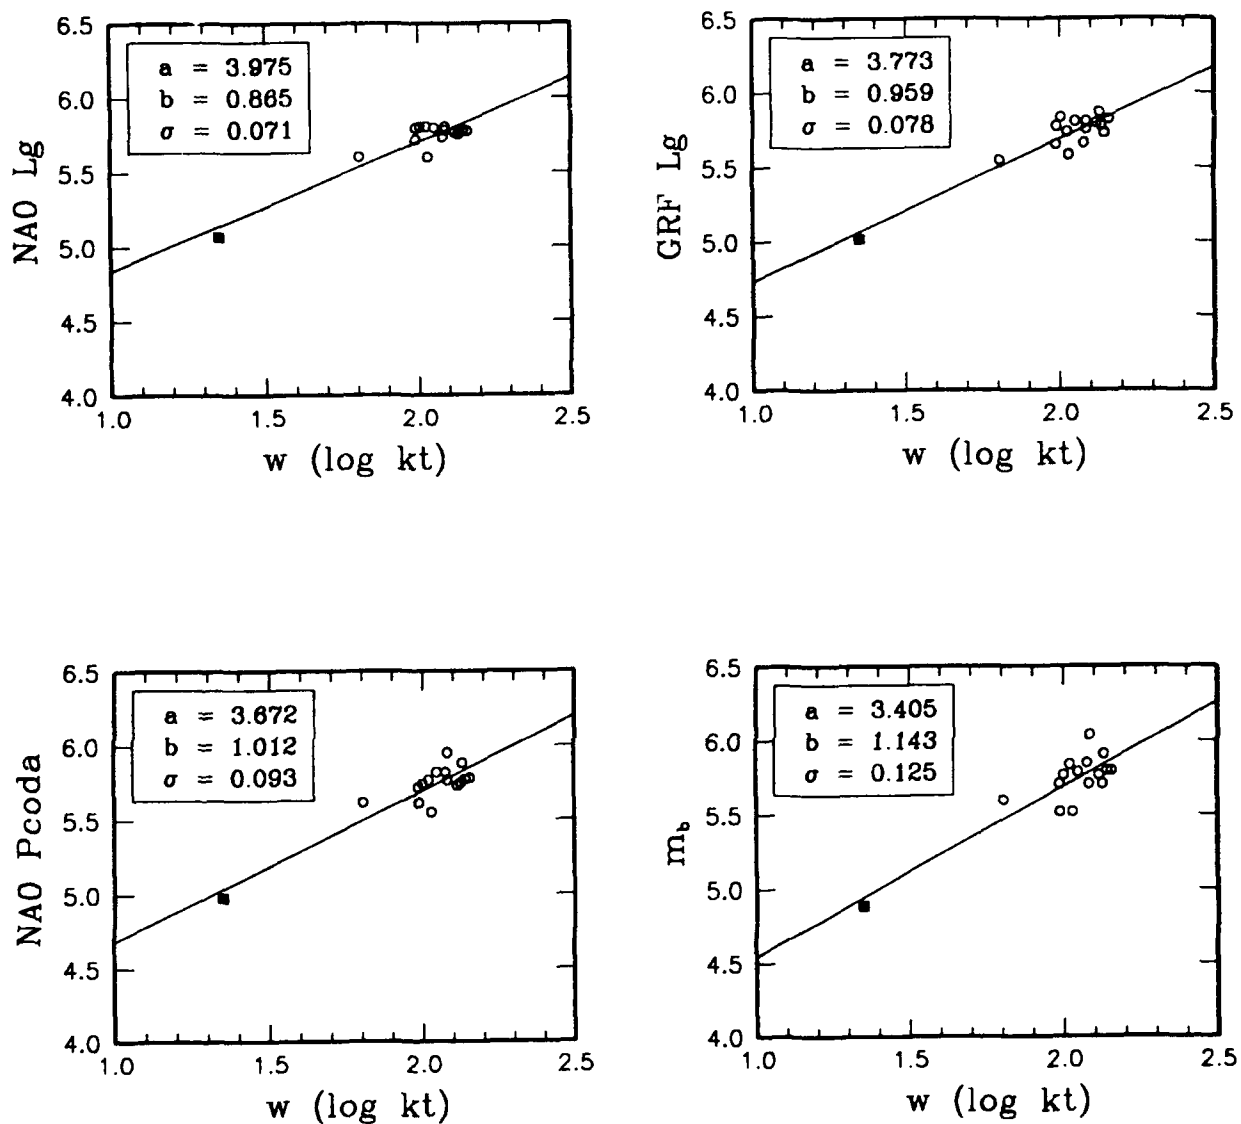 6.5
a = 3.975
b = 0.865
σ = 0.071
6.0
5.5
5.0
4.5
4.0
NAO Lg
1.0 1.5 2.0 2.5
w (log kt)
6.5
a = 3.773
b = 0.959
σ = 0.078
6.0
5.5
5.0
4.5
4.0
GRF Lg
1.0 1.5 2.0 2.5
w (log kt)
6.5
a = 3.672
b = 1.012
σ = 0.093
6.0
5.5
5.0
4.5
4.0
NAO Pcoda
1.0 1.5 2.0 2.5
w (log kt)
6.5
a = 3.405
b = 1.143
σ = 0.125
6.0
5.5
5.0
4.5
4.0
m_b
1.0 1.5 2.0 2.5
w (log kt)